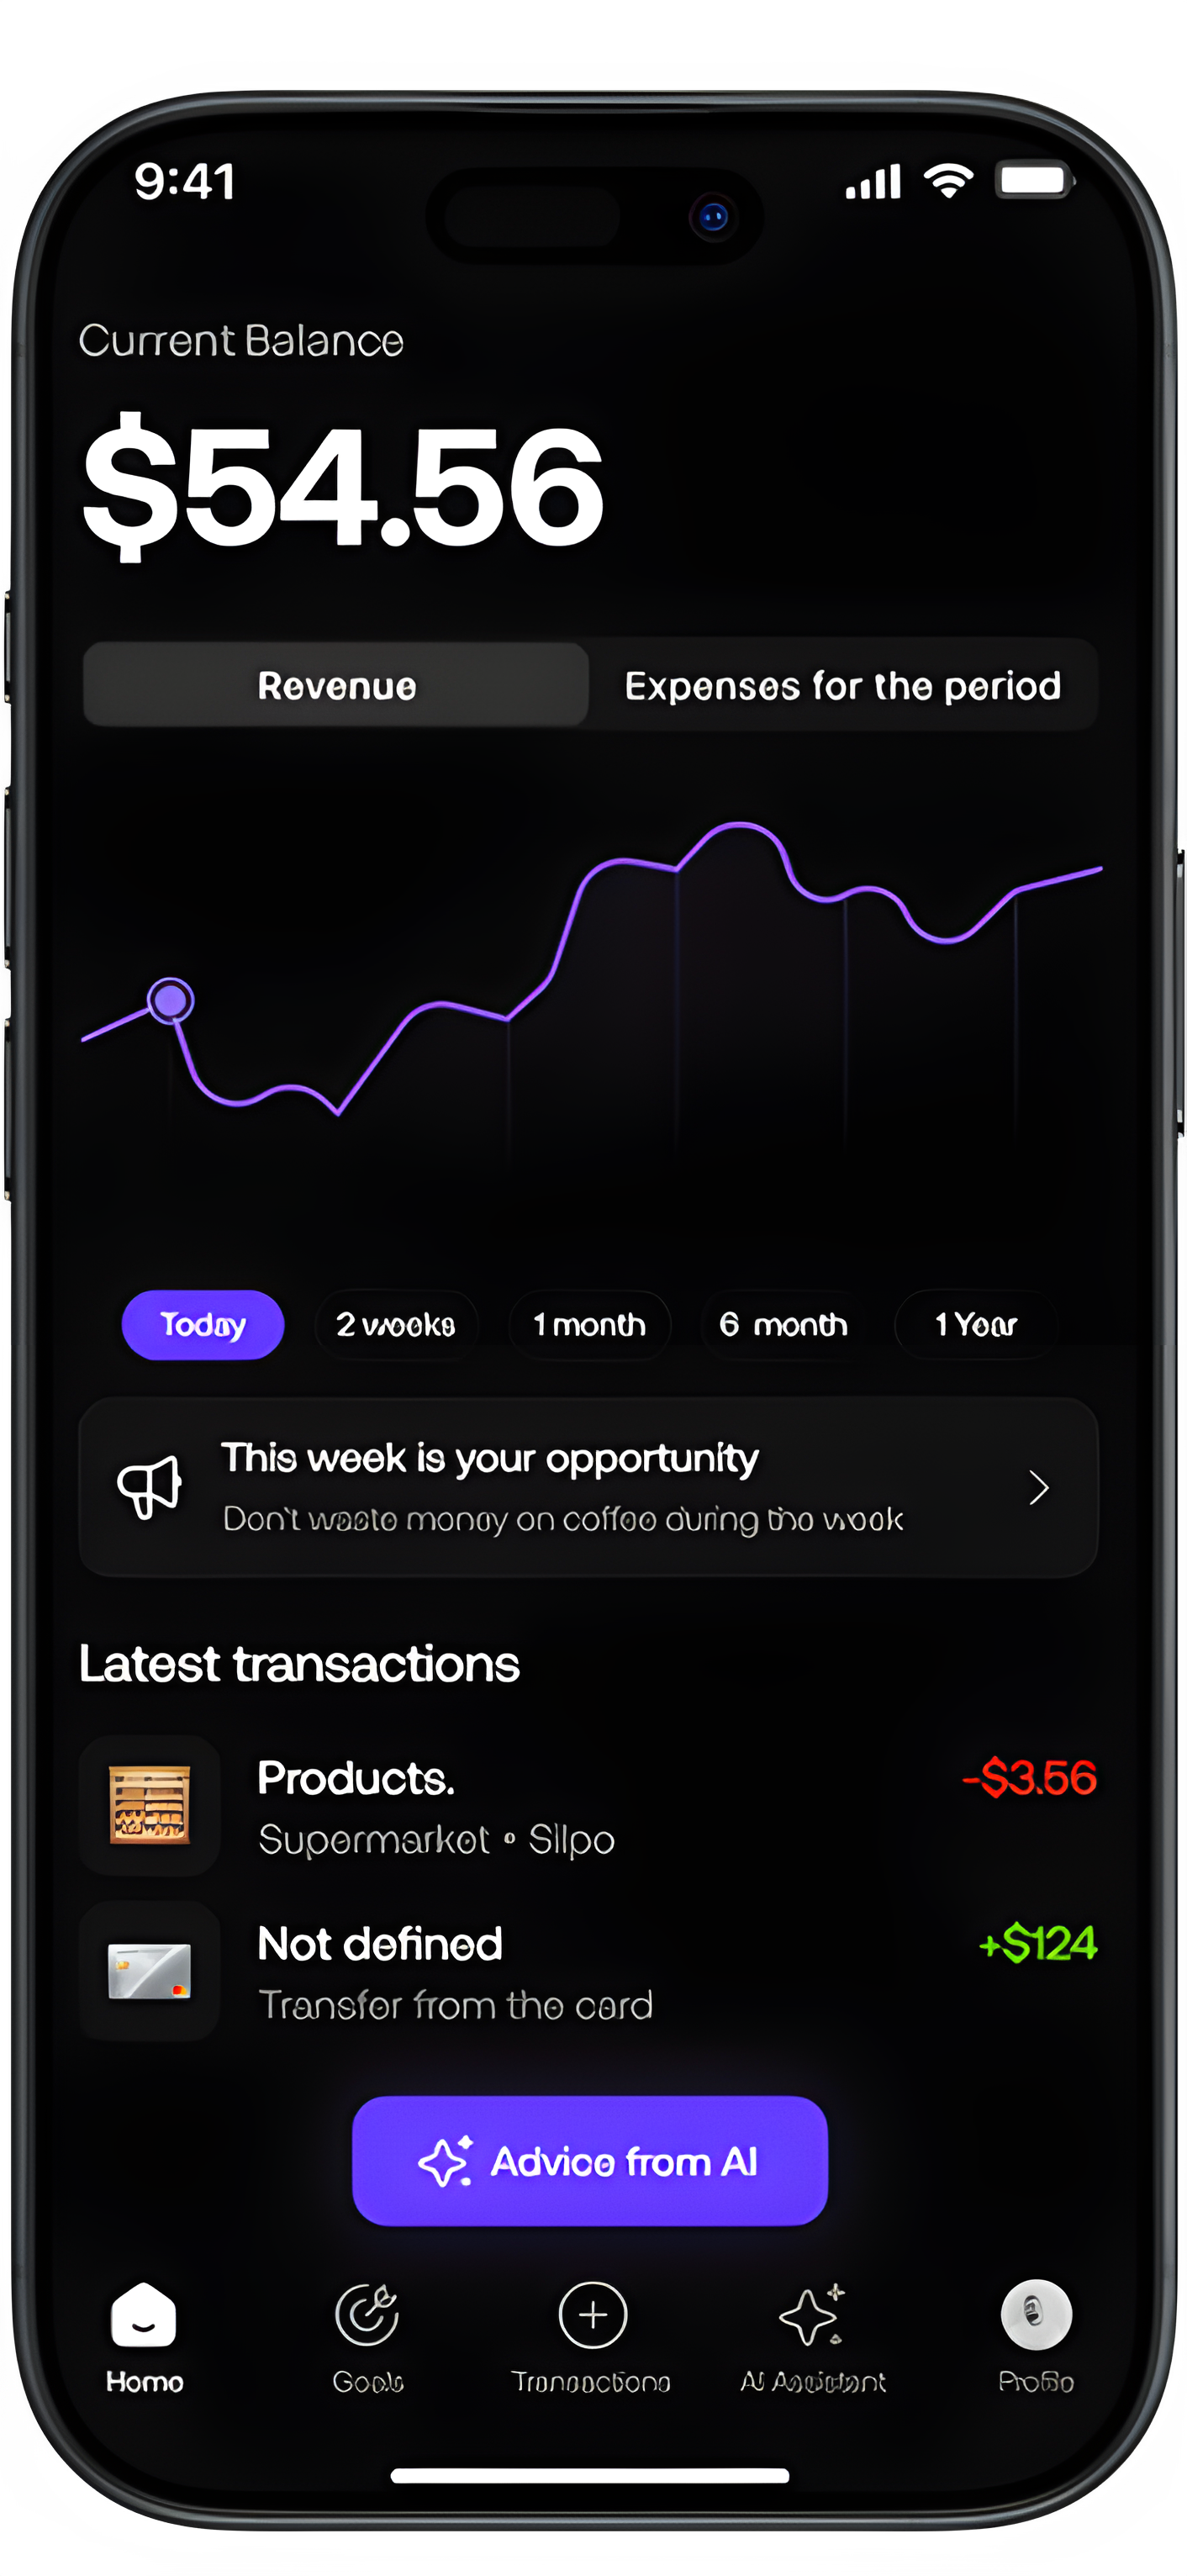 9:41
Current Balance
$54.56
Revenue
Expenses for the period
Today
2 weeks
1 month
6 month
1 Year
This week is your opportunity
Don't waste money on coffee during the week
Latest transactions
Products.
-$3.56
Supermarket • Silpo
Not defined
+$124
Transfer from the card
Advice from AI
Home
Goals
Transactions
AI Assistant
Profile